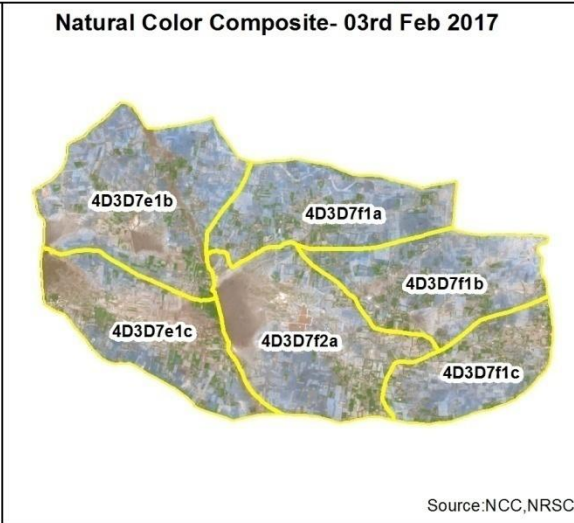 Natural Color Composite- 03rd Feb 2017
4D3D7e1b
4D3D7f1a
4D3D7f1b
4D3D7e1c
4D3D7f2a
4D3D7f1c
Source:NCC,NRSC